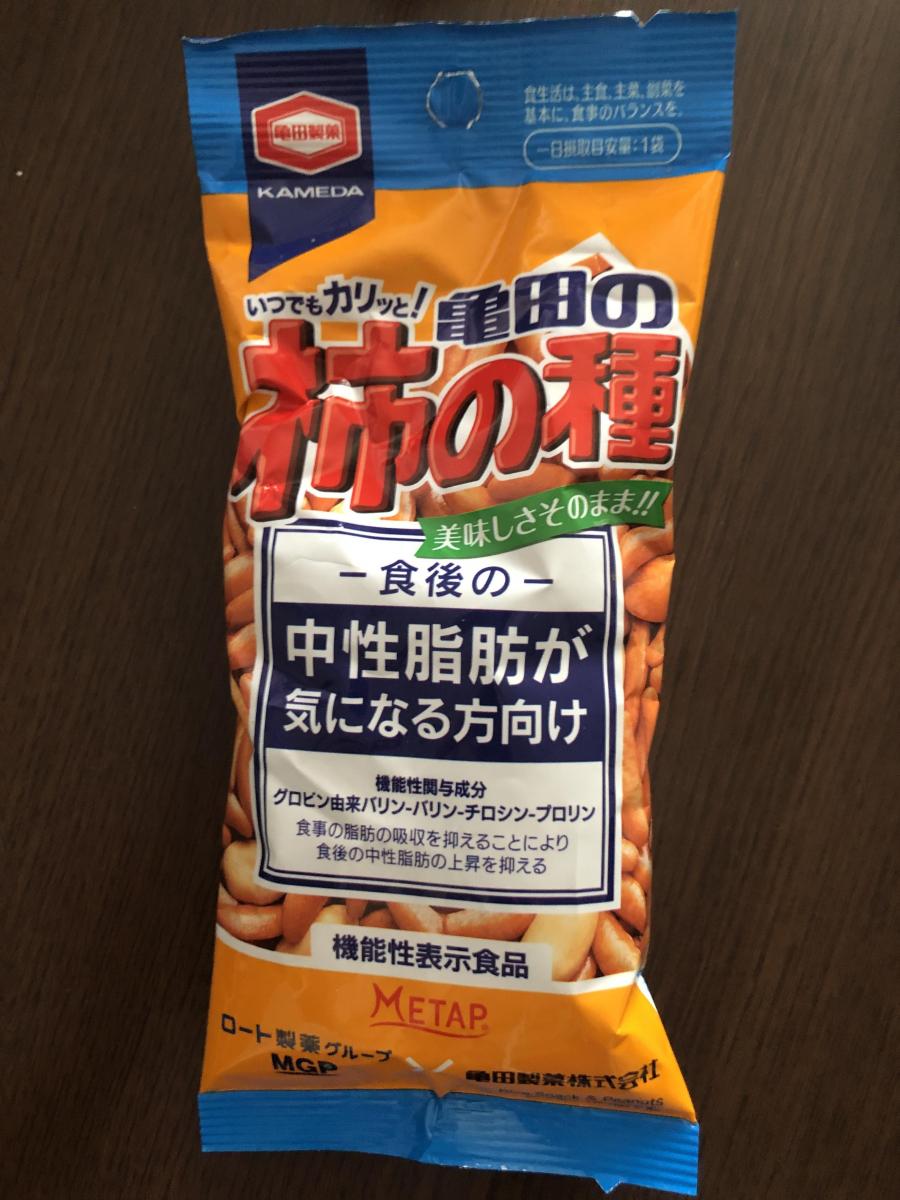 亀田製菓
KAMEDA
食生活は、主食、主菜、副菜を
基本に、食事のバランスを。
一日摂取目安量:1袋
いつでもカリッと!
亀田の
柿の種
美味しさそのまま!!
-食後の-
中性脂肪が
気になる方向け
機能性関与成分
グロビン由来バリン-バリン-チロシン-プロリン
食事の脂肪の吸収を抑えることにより
食後の中性脂肪の上昇を抑える
機能性表示食品
METAP®
ロート製薬グループ
MGP × 亀田製菓株式会社
Snack & Peanuts